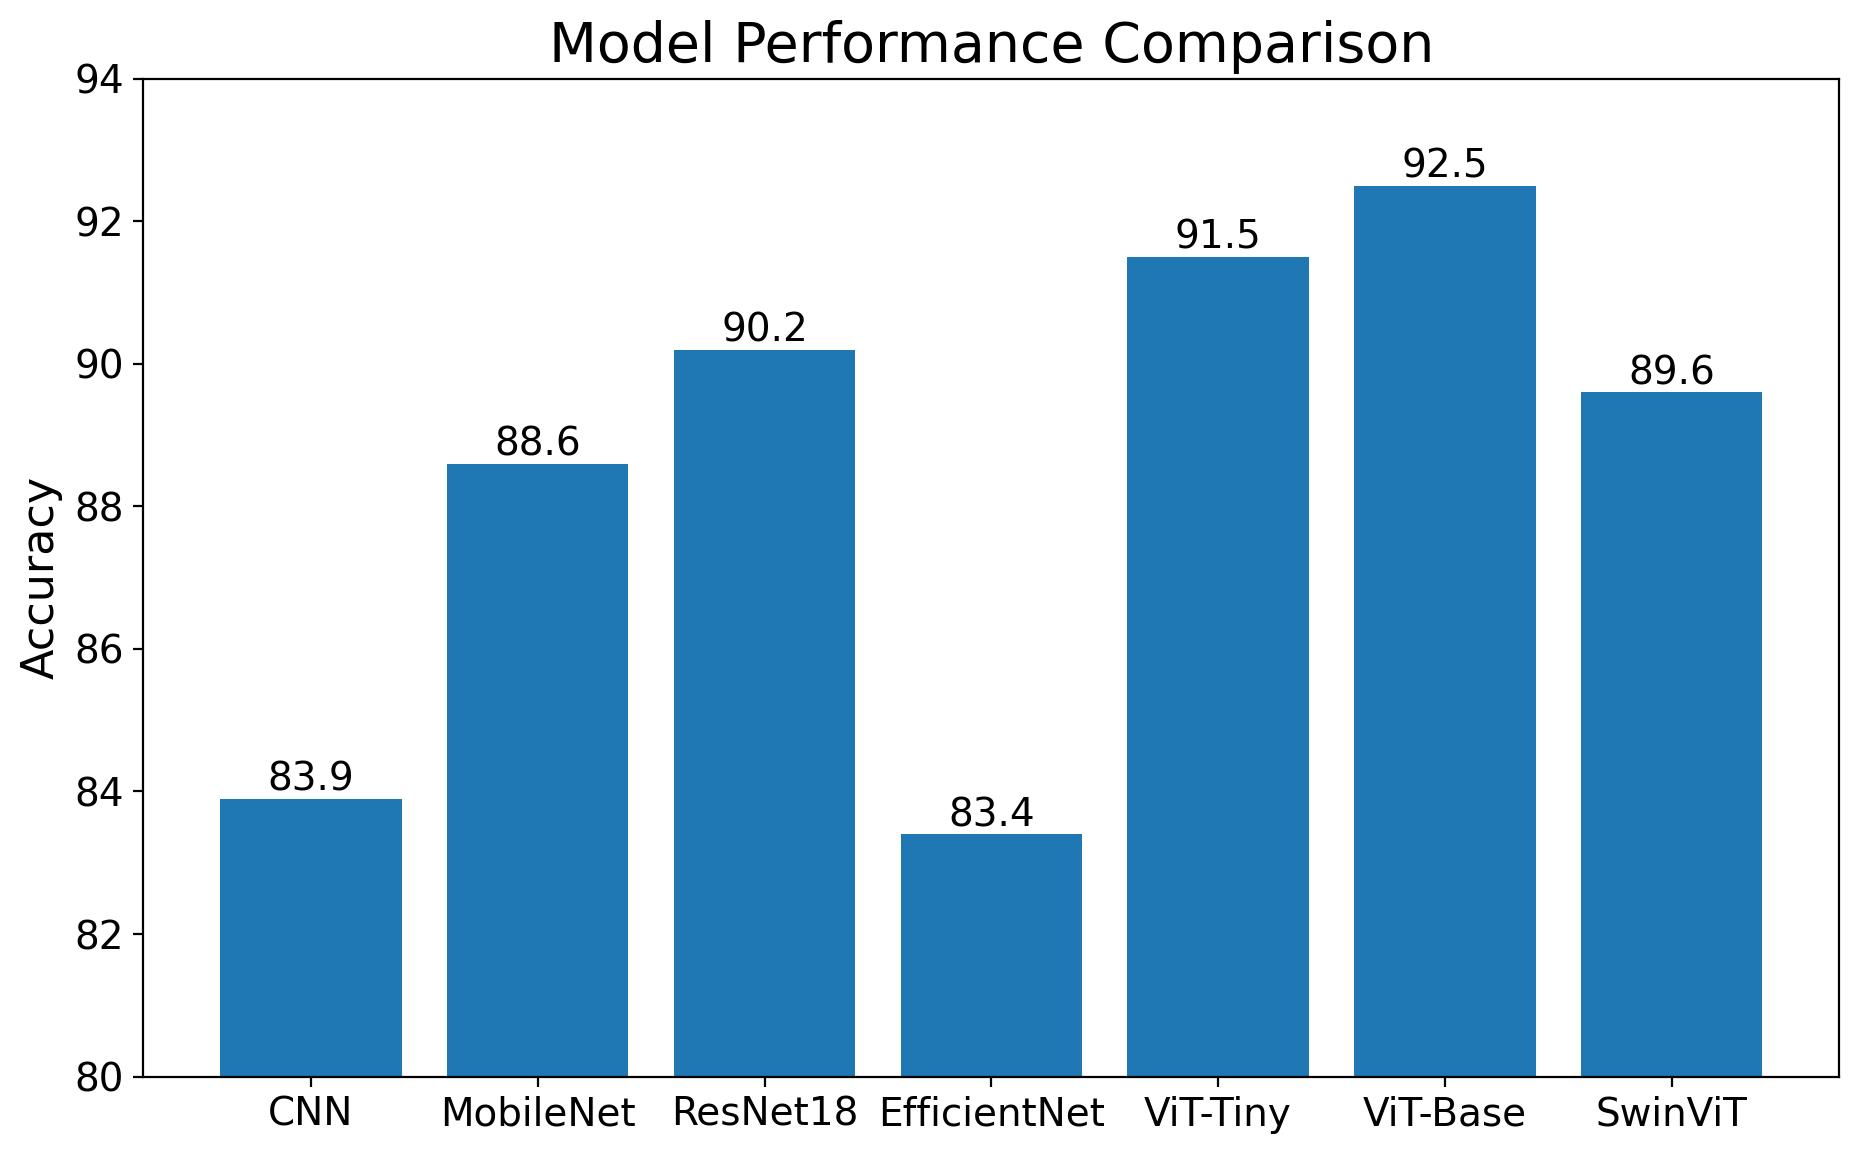 Model Performance Comparison
94
92
90
88
86
84
82
80
Accuracy
83.9
88.6
90.2
83.4
91.5
92.5
89.6
CNN
MobileNet
ResNet18
EfficientNet
ViT-Tiny
ViT-Base
SwinViT